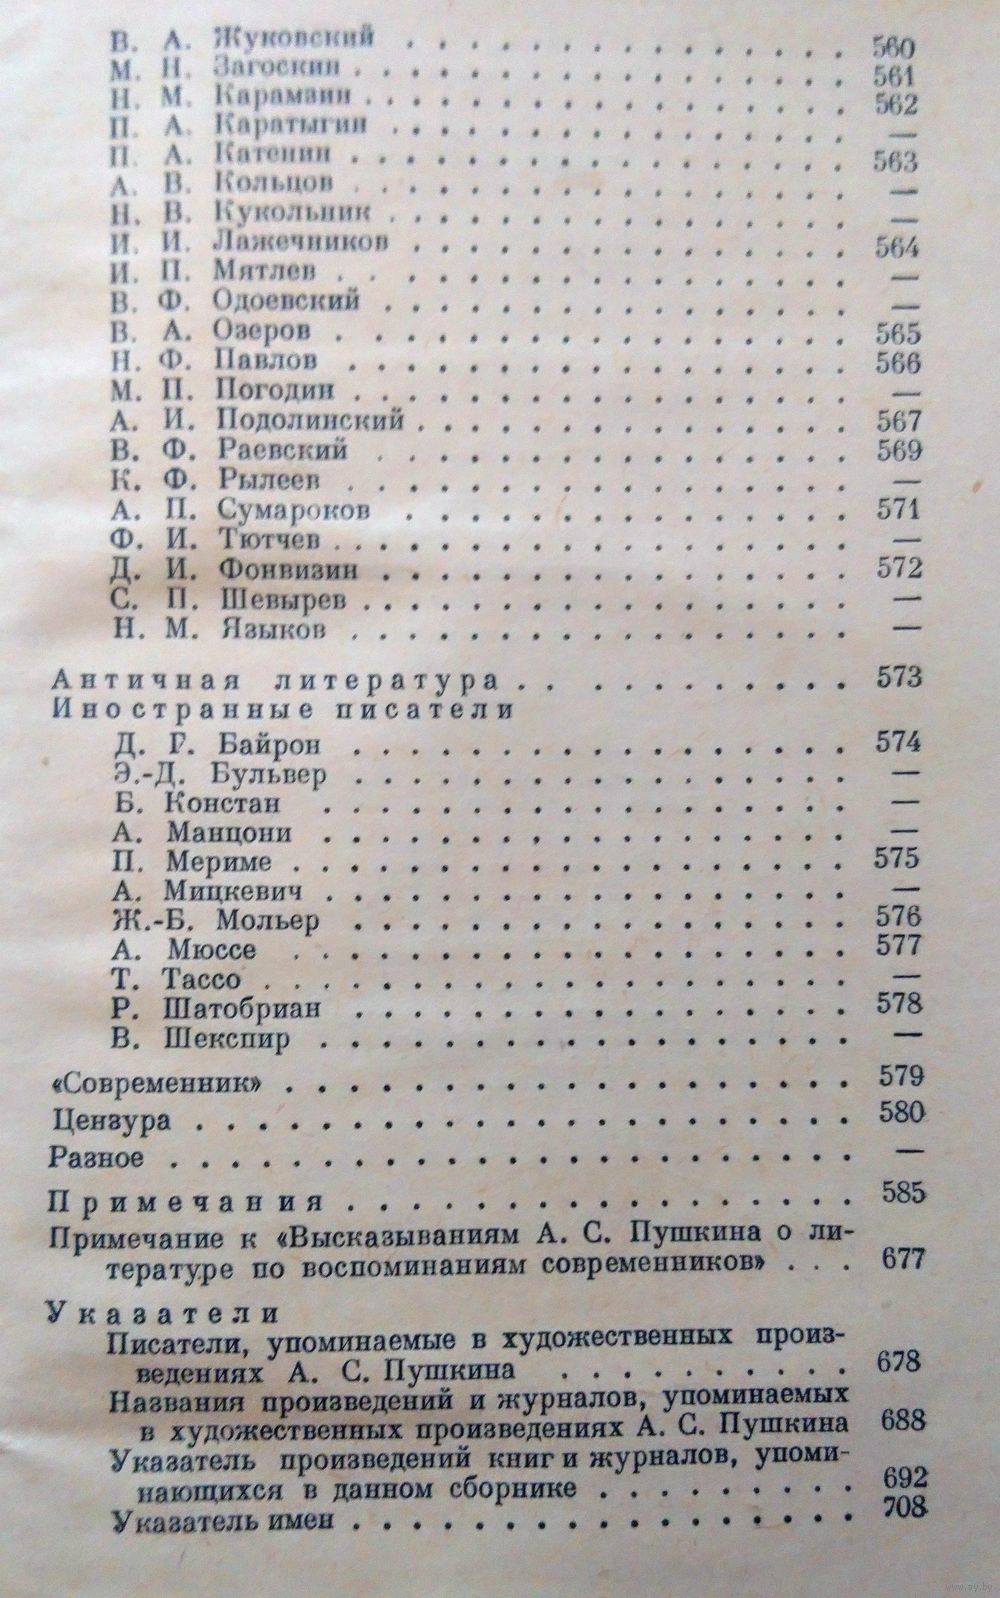 В. А. Жуковский . . . . . . . . . . . . . . . 560
М. Н. Загоскин . . . . . . . . . . . . . . . . 561
Н. М. Карамзин . . . . . . . . . . . . . . . . 562
П. А. Каратыгин . . . . . . . . . . . . . . . —
П. А. Катенин . . . . . . . . . . . . . . . . 563
А. В. Кольцов . . . . . . . . . . . . . . . . —
Н. В. Кукольник . . . . . . . . . . . . . . . —
И. И. Лажечников . . . . . . . . . . . . . . 564
И. П. Мятлев . . . . . . . . . . . . . . . . —
В. Ф. Одоевский . . . . . . . . . . . . . . . —
В. А. Озеров . . . . . . . . . . . . . . . . 565
Н. Ф. Павлов . . . . . . . . . . . . . . . . 566
М. П. Погодин . . . . . . . . . . . . . . . . —
А. И. Подолинский . . . . . . . . . . . . . . 567
В. Ф. Раевский . . . . . . . . . . . . . . . 569
К. Ф. Рылеев . . . . . . . . . . . . . . . . —
А. П. Сумароков . . . . . . . . . . . . . . . 571
Ф. И. Тютчев . . . . . . . . . . . . . . . . —
Д. И. Фонвизин . . . . . . . . . . . . . . . 572
С. П. Шевырев . . . . . . . . . . . . . . . . —
Н. М. Языков . . . . . . . . . . . . . . . . —
Античная литература . . . . . . . . . . . 573
Иностранные писатели
Д. Г. Байрон . . . . . . . . . . . . . . . . 574
Э.-Д. Бульвер . . . . . . . . . . . . . . . . —
Б. Констан . . . . . . . . . . . . . . . . . —
А. Манцони . . . . . . . . . . . . . . . . . —
П. Мериме . . . . . . . . . . . . . . . . . . 575
А. Мицкевич . . . . . . . . . . . . . . . . . —
Ж.-Б. Мольер . . . . . . . . . . . . . . . . 576
А. Мюссе . . . . . . . . . . . . . . . . . . 577
Т. Тассо . . . . . . . . . . . . . . . . . . —
Р. Шатобриан . . . . . . . . . . . . . . . . 578
В. Шекспир . . . . . . . . . . . . . . . . . —
«Современник» . . . . . . . . . . . . . . . . 579
Цензура . . . . . . . . . . . . . . . . . . . 580
Разное . . . . . . . . . . . . . . . . . . . —
Примечания . . . . . . . . . . . . . . . . 585
Примечание к «Высказываниям А. С. Пушкина о ли-
тературе по воспоминаниям современников» . . . 677
Указатели
Писатели, упоминаемые в художественных произ-
ведениях А. С. Пушкина . . . . . . . . . . 678
Названия произведений и журналов, упоминаемых
в художественных произведениях А. С. Пушкина 688
Указатель произведений книг и журналов, упоми-
нающихся в данном сборнике . . . . . . . . . 692
Указатель имен . . . . . . . . . . . . . . . . 708
www.ay.by